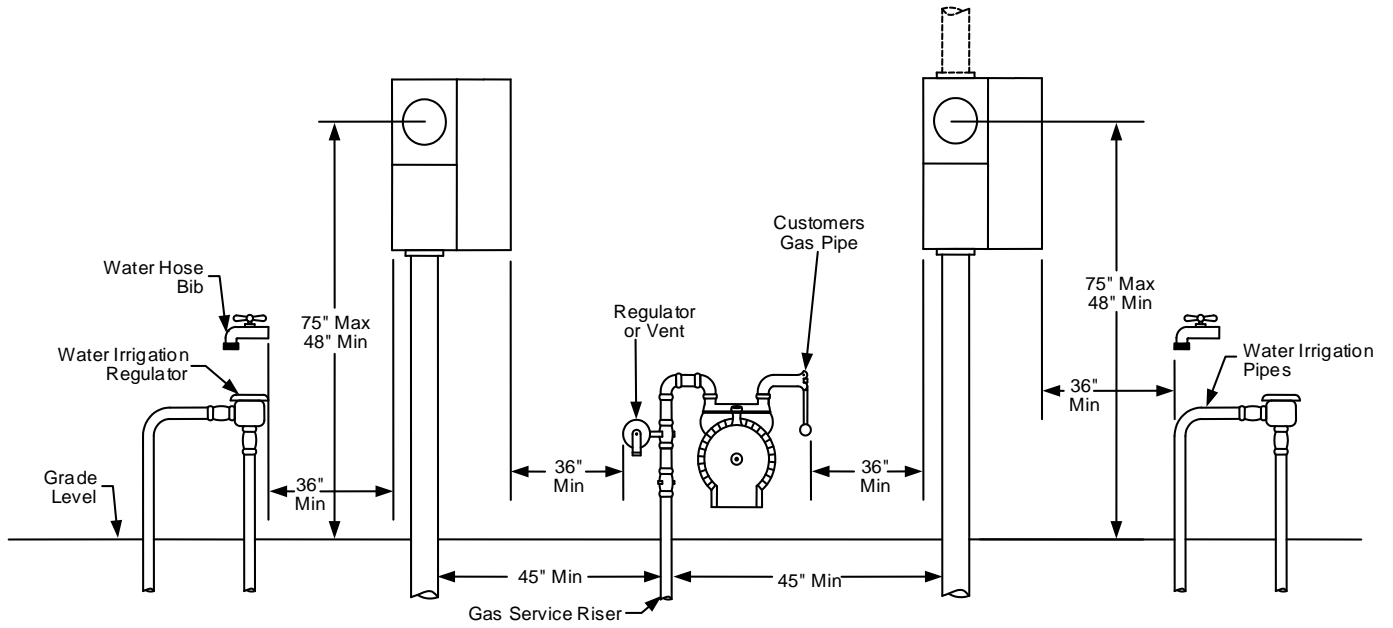 Customers
Gas Pipe
Water Hose
Bib
75" Max
48" Min
Regulator
or Vent
75" Max
48" Min
Water Irrigation
Regulator
Water Irrigation
Pipes
36"
Min
Grade
Level
36"
Min
36"
Min
36"
Min
45" Min
45" Min
Gas Service Riser